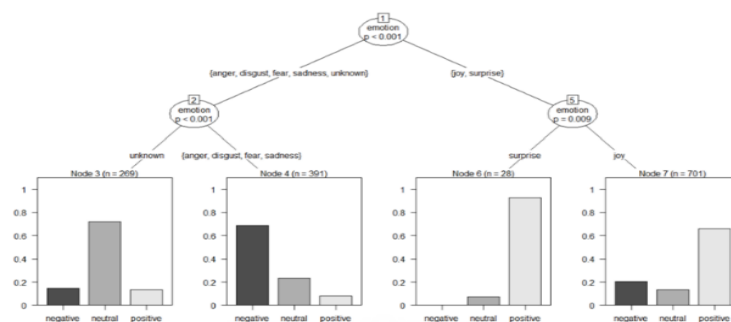 1
emotion
p < 0.001
{anger, disgust, fear, sadness, unknown}
{joy, surprise}
2
emotion
p < 0.001
5
emotion
p = 0.009
unknown
{anger, disgust, fear, sadness}
surprise
joy
Node 3 (n = 269)
1
0.8
0.6
0.4
0.2
0
negative neutral positive
Node 4 (n = 391)
1
0.8
0.6
0.4
0.2
0
negative neutral positive
Node 6 (n = 28)
1
0.8
0.6
0.4
0.2
0
negative neutral positive
Node 7 (n = 701)
1
0.8
0.6
0.4
0.2
0
negative neutral positive